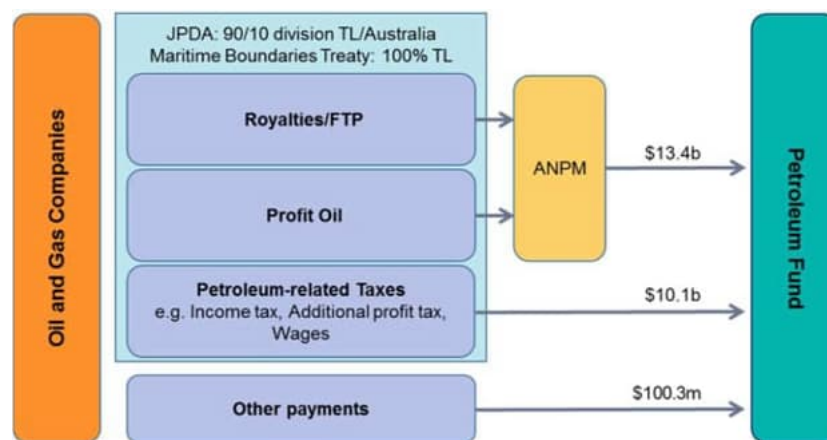 Oil and Gas Companies
JPDA: 90/10 division TL/Australia
Maritime Boundaries Treaty: 100% TL
Royalties/FTP
Profit Oil
Petroleum-related Taxes
e.g. Income tax, Additional profit tax,
Wages
Other payments
ANPM
$13.4b
$10.1b
$100.3m
Petroleum Fund